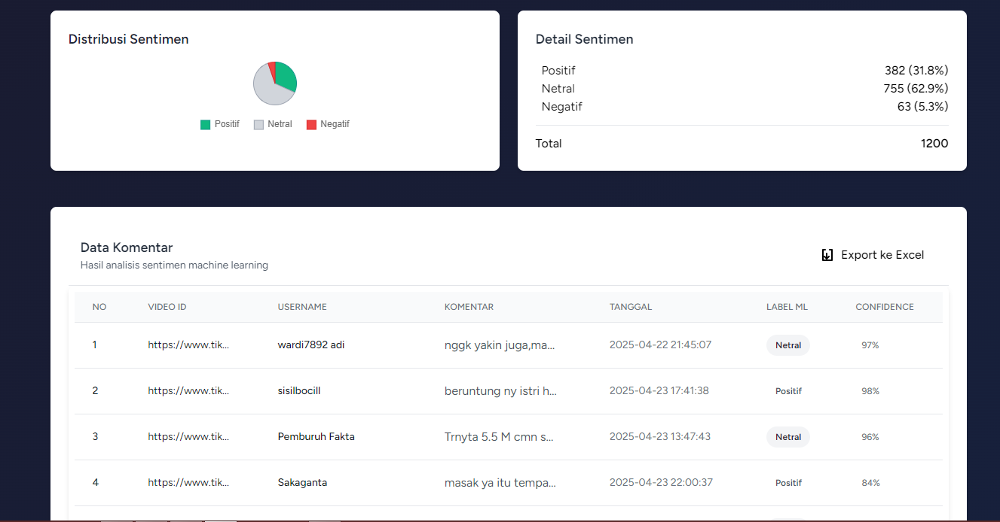 Distribusi Sentimen
Positif Netral Negatif
Detail Sentimen
Positif 382 (31.8%)
Netral 755 (62.9%)
Negatif 63 (5.3%)
Total 1200
Data Komentar
Hasil analisis sentimen machine learning
Export ke Excel
NO VIDEO ID USERNAME KOMENTAR TANGGAL LABEL ML CONFIDENCE
1 https://www.tik... wardi7892 adi nggk yakin juga,ma... 2025-04-22 21:45:07 Netral 97%
2 https://www.tik... sisilbocill beruntung ny istri h... 2025-04-23 17:41:38 Positif 98%
3 https://www.tik... Pemburuh Fakta Trnyta 5.5 M cmn s... 2025-04-23 13:47:43 Netral 96%
4 https://www.tik... Sakaganta masak ya itu tempa... 2025-04-23 22:00:37 Positif 84%